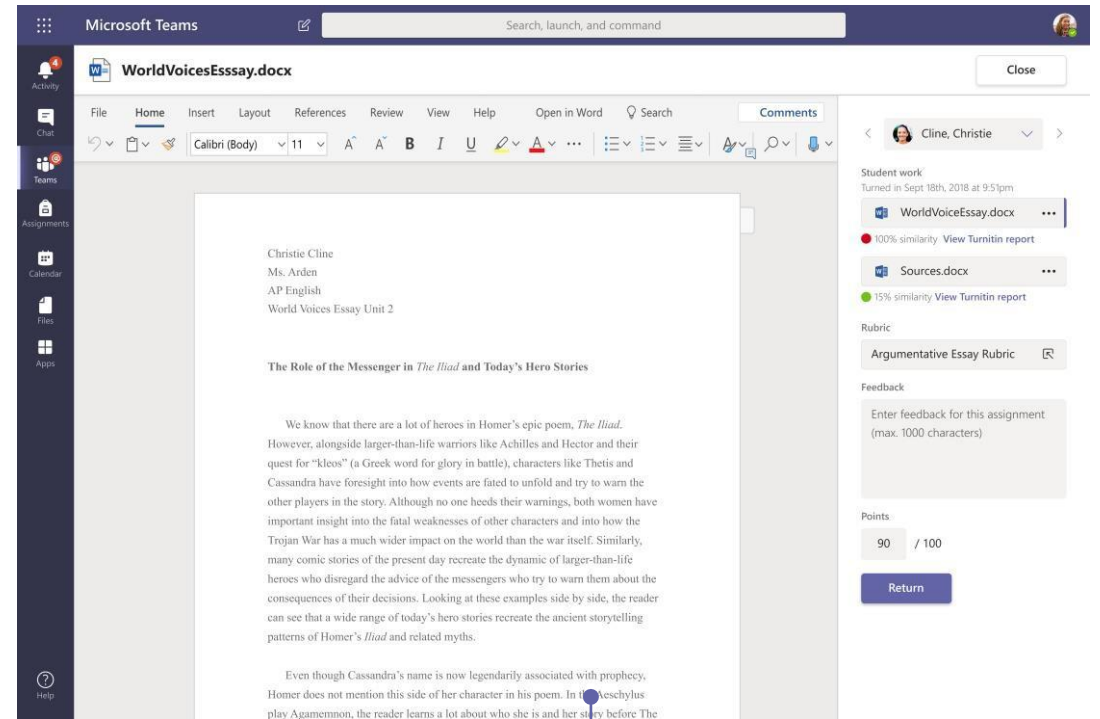 Microsoft Teams
Search, launch, and command
4
Activity
Chat
Teams
Assignments
Calendar
Files
Apps
Help
WorldVoicesEsssay.docx
Close
File Home Insert Layout References Review View Help Open in Word Search Comments
Calibri (Body) 11 A A B I U A
Christie Cline
Ms. Arden
AP English
World Voices Essay Unit 2
The Role of the Messenger in The Iliad and Today's Hero Stories
We know that there are a lot of heroes in Homer's epic poem, The Iliad.
However, alongside larger-than-life warriors like Achilles and Hector and their
quest for "kleos" (a Greek word for glory in battle), characters like Thetis and
Cassandra have foresight into how events are fated to unfold and try to warn the
other players in the story. Although no one heeds their warnings, both women have
important insight into the fatal weaknesses of other characters and into how the
Trojan War has a much wider impact on the world than the war itself. Similarly,
many comic stories of the present day recreate the dynamic of larger-than-life
heroes who disregard the advice of the messengers who try to warn them about the
consequences of their decisions. Looking at these examples side by side, the reader
can see that a wide range of today's hero stories recreate the ancient storytelling
patterns of Homer's Iliad and related myths.
Even though Cassandra's name is now legendarily associated with prophecy,
Homer does not mention this side of her character in his poem. In the Aeschylus
play Agamemnon, the reader learns a lot about who she is and her story before The
Cline, Christie
Student work
Turned in Sept 18th, 2018 at 9:51pm
WorldVoiceEssay.docx
100% similarity View Turnitin report
Sources.docx
15% similarity View Turnitin report
Rubric
Argumentative Essay Rubric
Feedback
Enter feedback for this assignment
(max. 1000 characters)
Points
90 / 100
Return